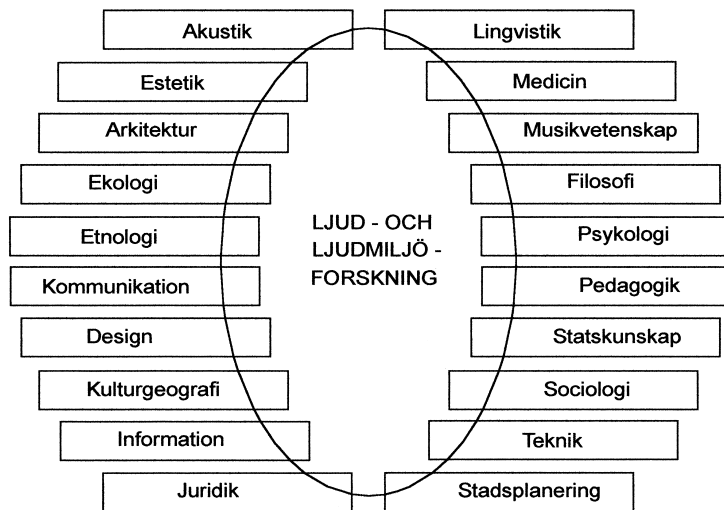 Akustik
Estetik
Arkitektur
Ekologi
Etnologi
Kommunikation
Design
Kulturgeografi
Information
Juridik
LJUD - OCH
LJUDMILJÖ -
FORSKNING
Lingvistik
Medicin
Musikvetenskap
Filosofi
Psykologi
Pedagogik
Statskunskap
Sociologi
Teknik
Stadsplanering